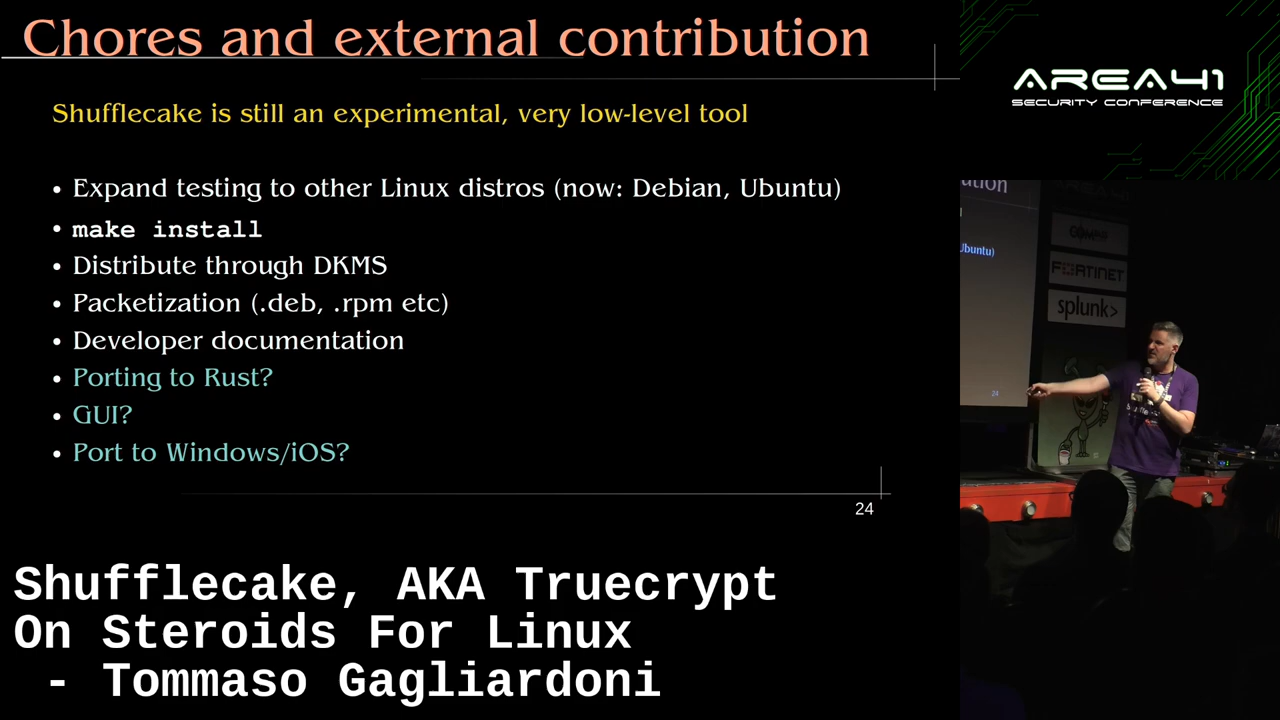 Chores and external contribution
Shufflecake is still an experimental, very low-level tool
• Expand testing to other Linux distros (now: Debian, Ubuntu)
• make install
• Distribute through DKMS
• Packetization (.deb, .rpm etc)
• Developer documentation
• Porting to Rust?
• GUI?
• Port to Windows/iOS?
24
Shufflecake, AKA Truecrypt
On Steroids For Linux
- Tommaso Gagliardoni
AREA41
SECURITY CONFERENCE
ution
Ubuntu)
24
FORTINET
splunk>